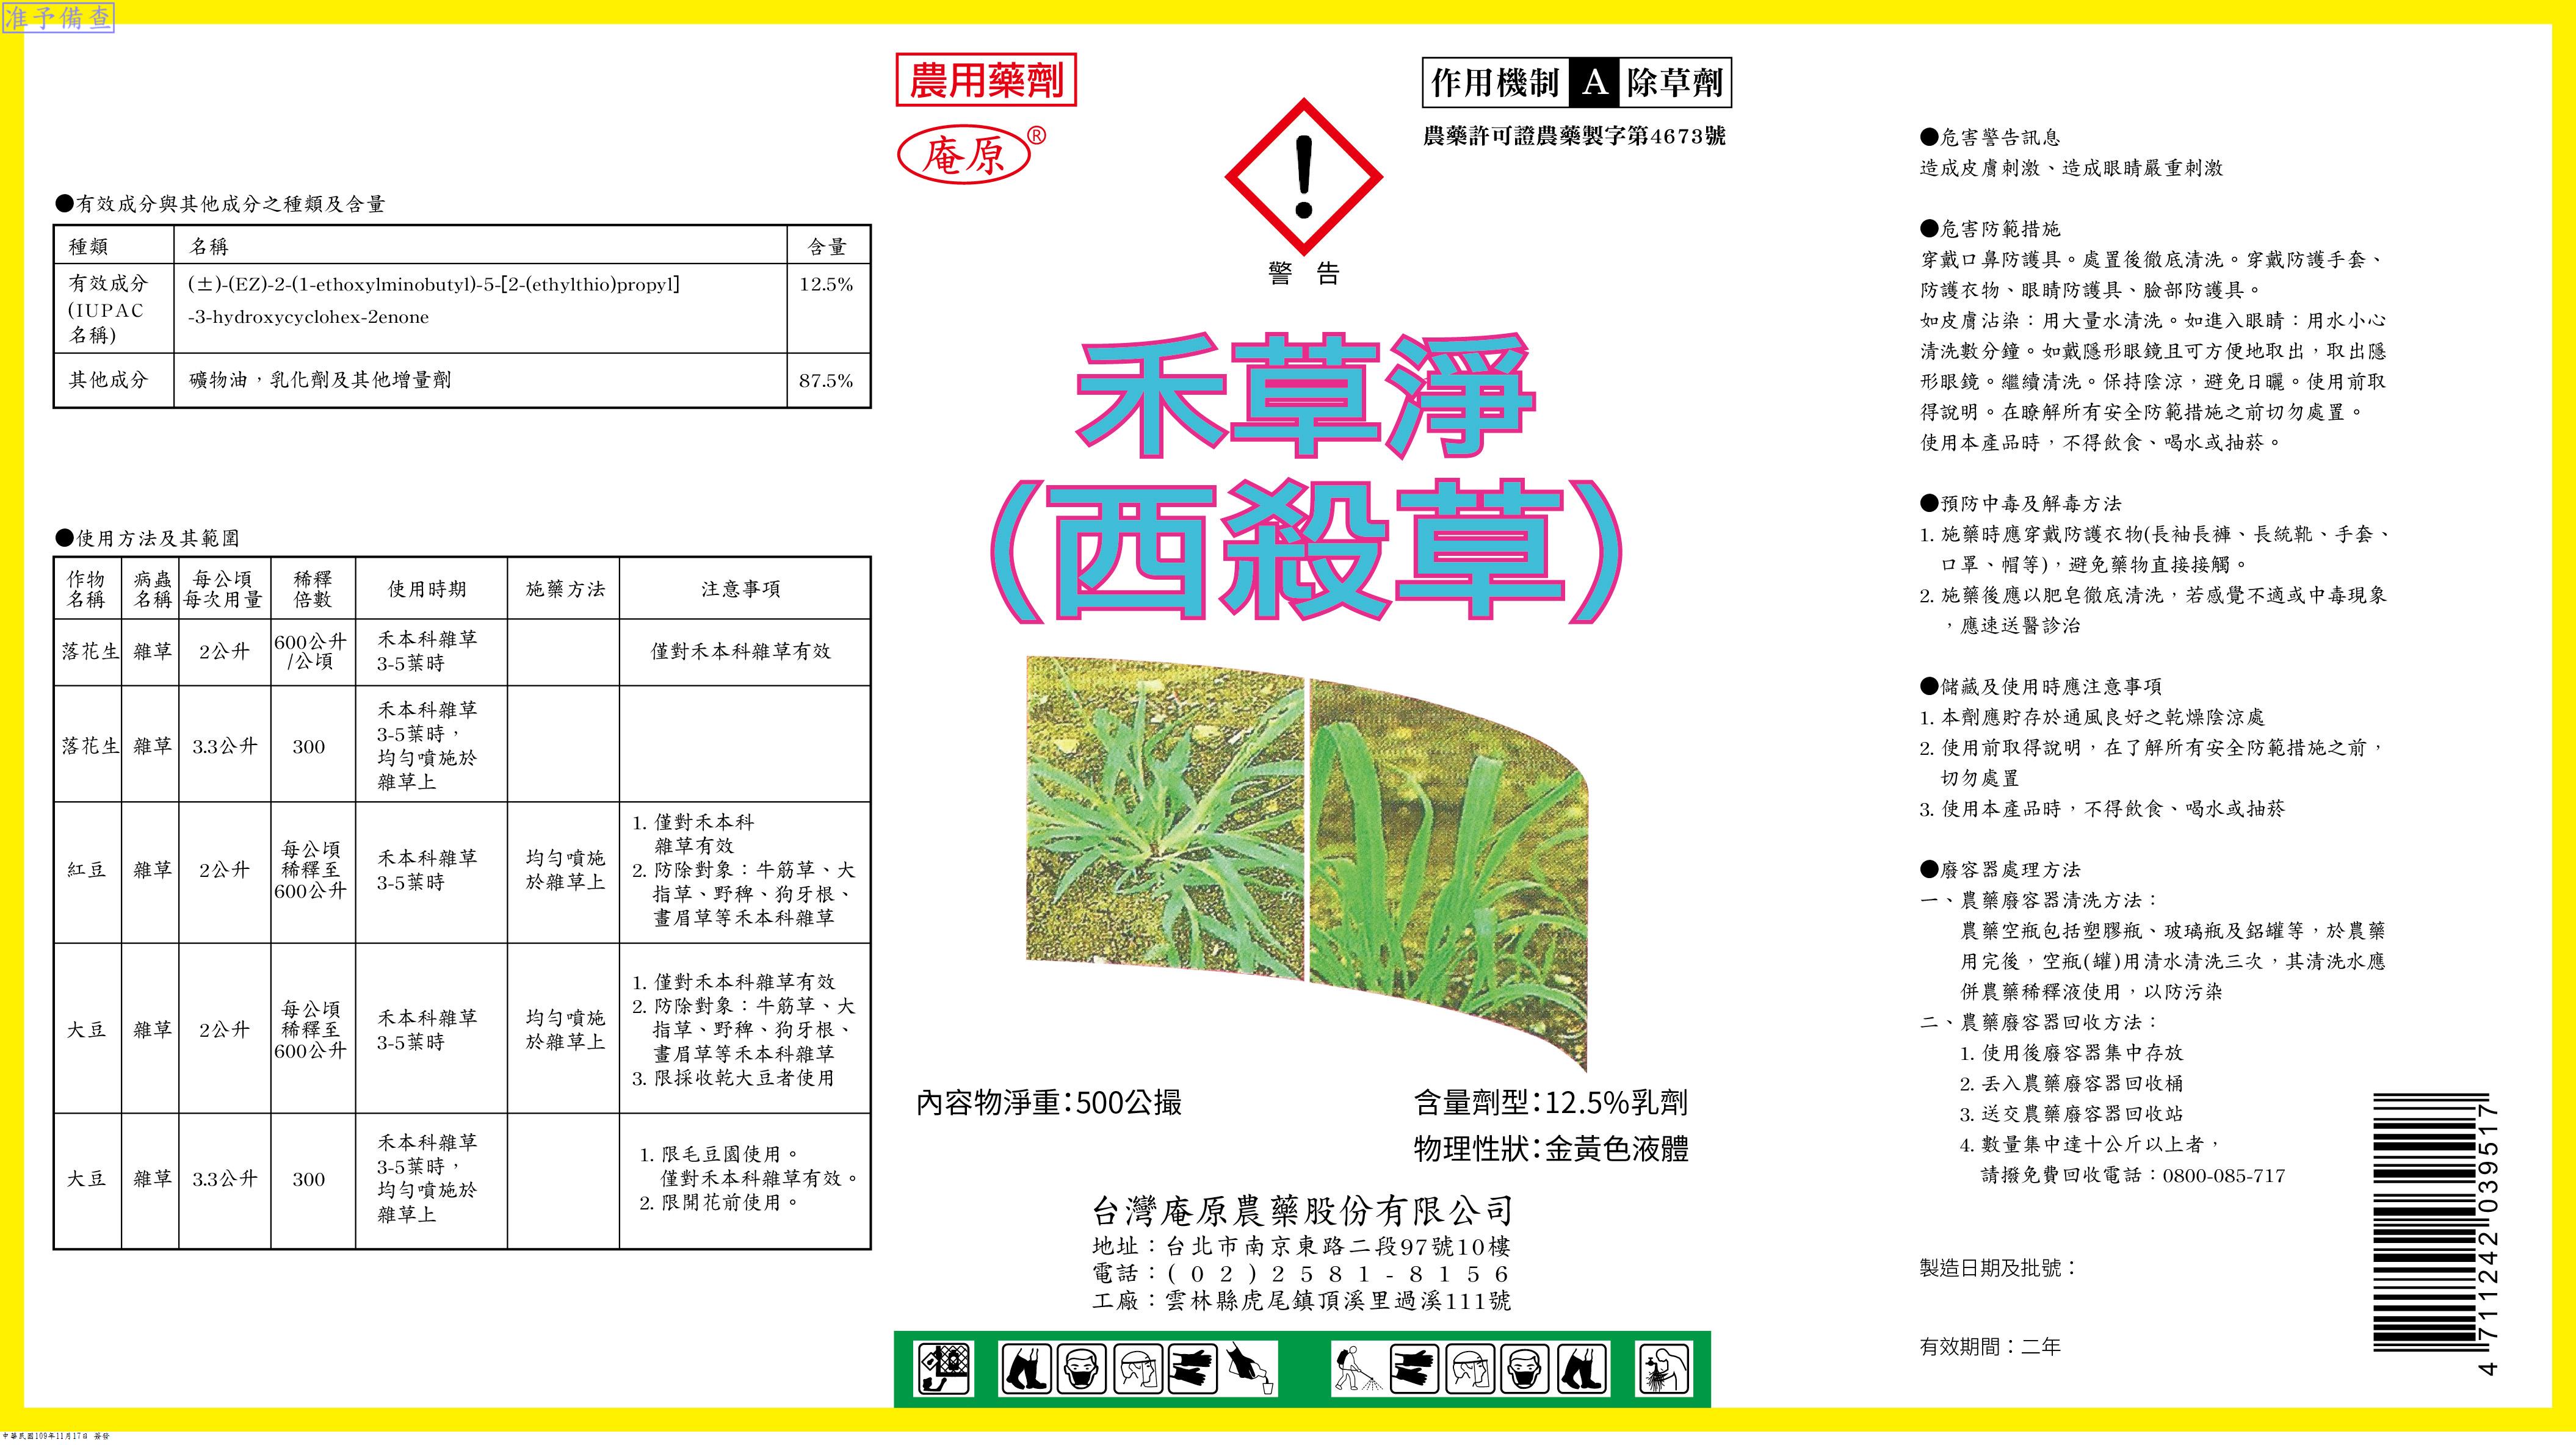 准予備查
●有效成分與其他成分之種類及含量
種類 名稱 含量
有效成分
(IUPAC
名稱)
(±)-(EZ)-2-(1-ethoxylminobutyl)-5-[2-(ethylthio)propyl]
-3-hydroxycyclohex-2enone
12.5%
其他成分 礦物油，乳化劑及其他增量劑 87.5%
●使用方法及其範圍
作物
名稱
病蟲
名稱
每公頃
每次用量
稀釋
倍數
使用時期
施藥方法
注意事項
落花生
雜草
2公升
600公升
/公頃
禾本科雜草
3-5葉時
僅對禾本科雜草有效
落花生
雜草
3.3公升
300
禾本科雜草
3-5葉時，
均勻噴施於
雜草上
紅豆
雜草
2公升
每公頃
稀釋至
600公升
禾本科雜草
3-5葉時
均勻噴施
於雜草上
1. 僅對禾本科
雜草有效
2. 防除對象：牛筋草、大
指草、野稗、狗牙根、
畫眉草等禾本科雜草
大豆
雜草
2公升
每公頃
稀釋至
600公升
禾本科雜草
3-5葉時
均勻噴施
於雜草上
1. 僅對禾本科雜草有效
2. 防除對象：牛筋草、大
指草、野稗、狗牙根、
畫眉草等禾本科雜草
3. 限採收乾大豆者使用
大豆
雜草
3.3公升
300
禾本科雜草
3-5葉時，
均勻噴施於
雜草上
1. 限毛豆園使用。
僅對禾本科雜草有效。
2. 限開花前使用。
農用藥劑
庵原®
作用機制 A 除草劑
農藥許可證農藥製字第4673號
警 告
禾草淨
(西殺草)
內容物淨重：500公撮
含量劑型：12.5%乳劑
物理性狀：金黃色液體
台灣庵原農藥股份有限公司
地址：台北市南京東路二段97號10樓
電話：(02)2581-8156
工廠：雲林縣虎尾鎮頂溪里過溪111號
●危害警告訊息
造成皮膚刺激、造成眼睛嚴重刺激
●危害防範措施
穿戴口鼻防護具。處置後徹底清洗。穿戴防護手套、
防護衣物、眼睛防護具、臉部防護具。
如皮膚沾染：用大量水清洗。如進入眼睛：用水小心
清洗數分鐘。如戴隱形眼鏡且可方便地取出，取出隱
形眼鏡。繼續清洗。保持陰涼，避免日曬。使用前取
得說明。在瞭解所有安全防範措施之前切勿處置。
使用本產品時，不得飲食、喝水或抽菸。
●預防中毒及解毒方法
1. 施藥時應穿戴防護衣物(長袖長褲、長統靴、手套、
口罩、帽等)，避免藥物直接接觸。
2. 施藥後應以肥皂徹底清洗，若感覺不適或中毒現象
，應速送醫診治
●儲藏及使用時應注意事項
1. 本劑應貯存於通風良好之乾燥陰涼處
2. 使用前取得說明，在了解所有安全防範措施之前，
切勿處置
3. 使用本產品時，不得飲食、喝水或抽菸
●廢容器處理方法
一、農藥廢容器清洗方法：
農藥空瓶包括塑膠瓶、玻璃瓶及鋁罐等，於農藥
用完後，空瓶(罐)用清水清洗三次，其清洗水應
併農藥稀釋液使用，以防污染
二、農藥廢容器回收方法：
1. 使用後廢容器集中存放
2. 丟入農藥廢容器回收桶
3. 送交農藥廢容器回收站
4. 數量集中達十公斤以上者，
請撥免費回收電話：0800-085-717
製造日期及批號：
有效期間：二年
4 711242 039517
中華民國109年11月17日 簽發